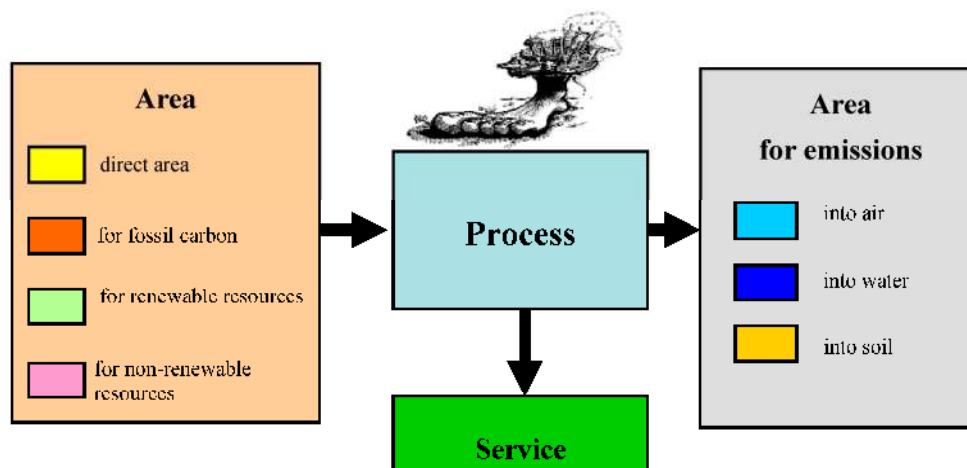 Area
direct area
for fossil carbon
for renewable resources
for non-renewable
resources
Process
Service
Area
for emissions
into air
into water
into soil